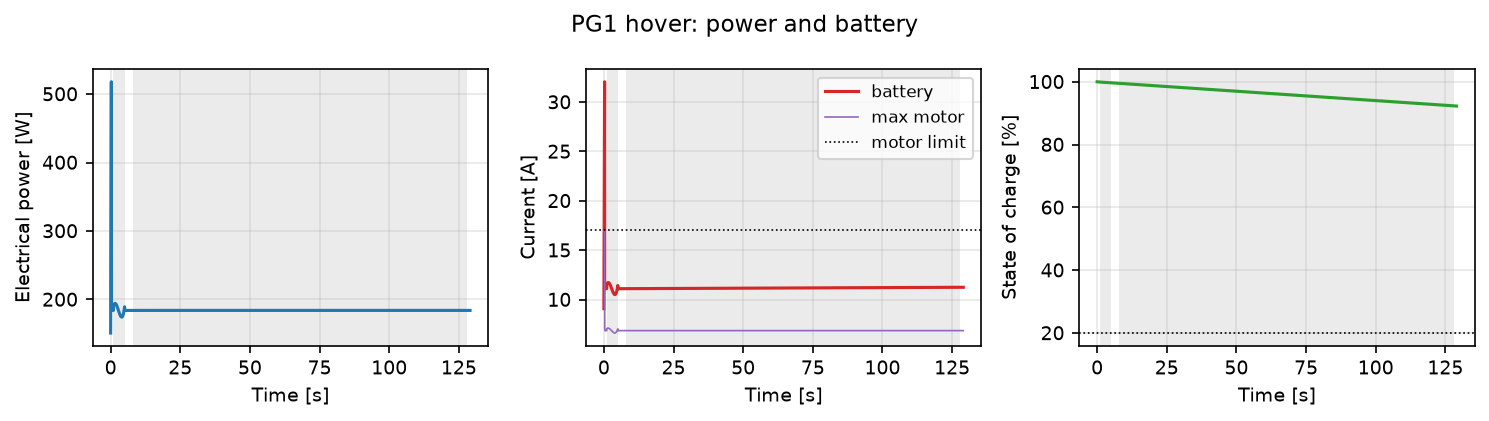 PG1 hover: power and battery
Electrical power [W]
500
400
300
200
0 25 50 75 100 125
Time [s]
Current [A]
30
25
20
15
10
battery
max motor
motor limit
0 25 50 75 100 125
Time [s]
State of charge [%]
100
80
60
40
20
0 25 50 75 100 125
Time [s]